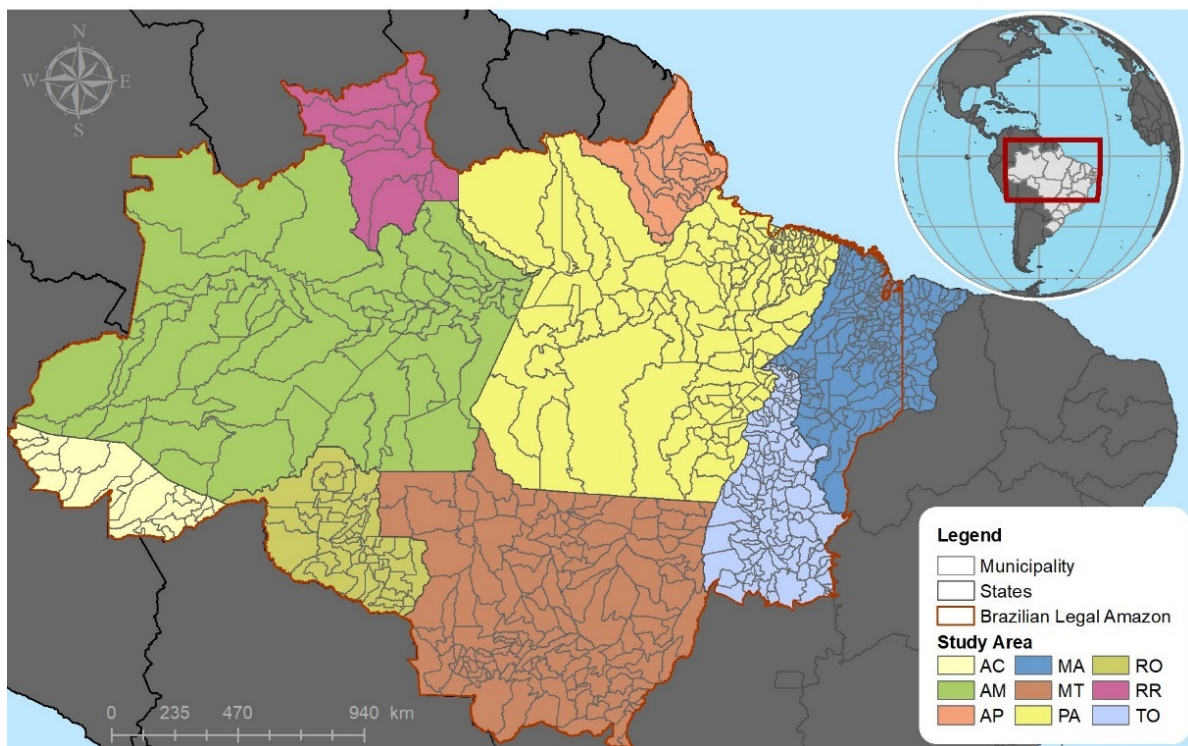 N
W E
S
0 235 470 940 km
Legend
Municipality
States
Brazilian Legal Amazon
Study Area
AC MA RO
AM MT RR
AP PA TO